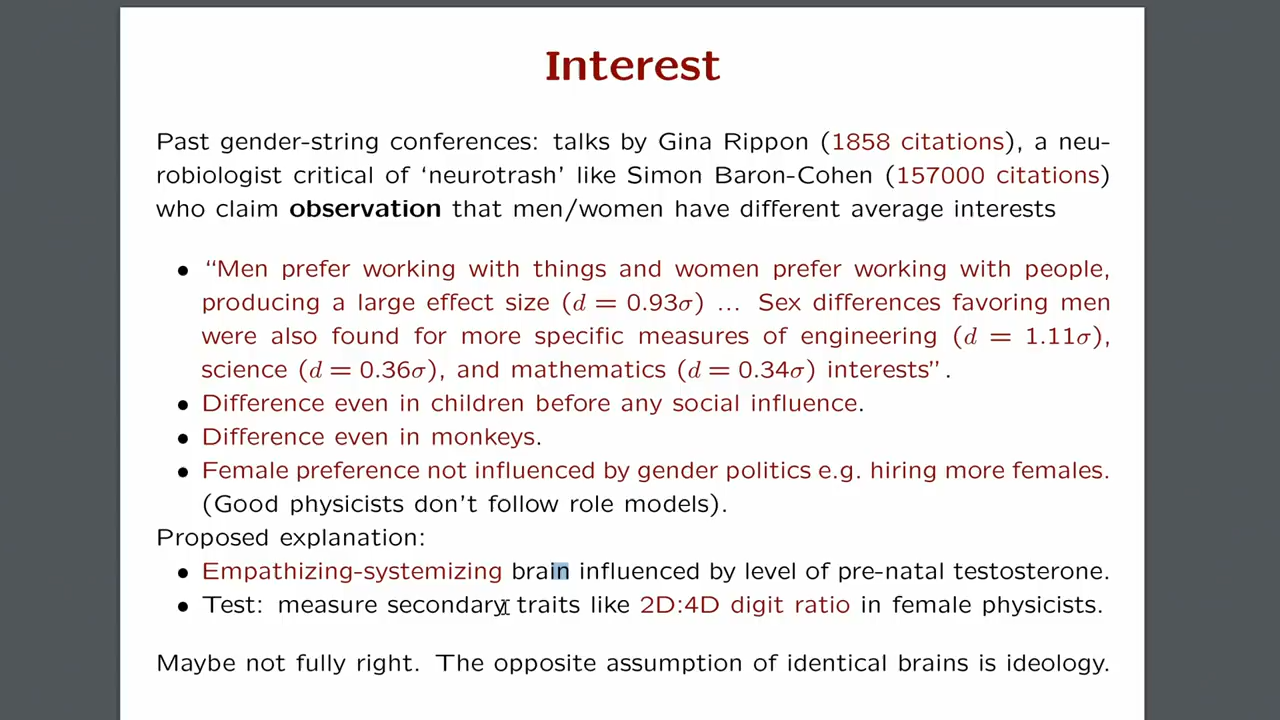 Interest
Past gender-string conferences: talks by Gina Rippon (1858 citations), a neu-
robiologist critical of ‘neurotrash’ like Simon Baron-Cohen (157000 citations)
who claim observation that men/women have different average interests
• “Men prefer working with things and women prefer working with people,
producing a large effect size (d = 0.93σ) ... Sex differences favoring men
were also found for more specific measures of engineering (d = 1.11σ),
science (d = 0.36σ), and mathematics (d = 0.34σ) interests”.
• Difference even in children before any social influence.
• Difference even in monkeys.
• Female preference not influenced by gender politics e.g. hiring more females.
(Good physicists don’t follow role models).
Proposed explanation:
• Empathizing-systemizing brain influenced by level of pre-natal testosterone.
• Test: measure secondary traits like 2D:4D digit ratio in female physicists.
Maybe not fully right. The opposite assumption of identical brains is ideology.